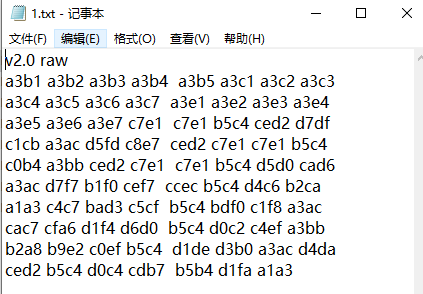 1.txt - 记事本
文件(F) 编辑(E) 格式(O) 查看(V) 帮助(H)
v2.0 raw
a3b1 a3b2 a3b3 a3b4 a3b5 a3c1 a3c2 a3c3
a3c4 a3c5 a3c6 a3c7 a3e1 a3e2 a3e3 a3e4
a3e5 a3e6 a3e7 c7e1 c7e1 b5c4 ced2 d7df
c1cb a3ac d5fd c8e7 ced2 c7e1 c7e1 b5c4
c0b4 a3bb ced2 c7e1 c7e1 b5c4 d5d0 cad6
a3ac d7f7 b1f0 cef7 ccec b5c4 d4c6 b2ca
a1a3 c4c7 bad3 c5cf b5c4 bdf0 c1f8 a3ac
cac7 cfa6 d1f4 d6d0 b5c4 d0c2 c4ef a3bb
b2a8 b9e2 c0ef b5c4 d1de d3b0 a3ac d4da
ced2 b5c4 d0c4 cdb7 b5b4 d1fa a1a3